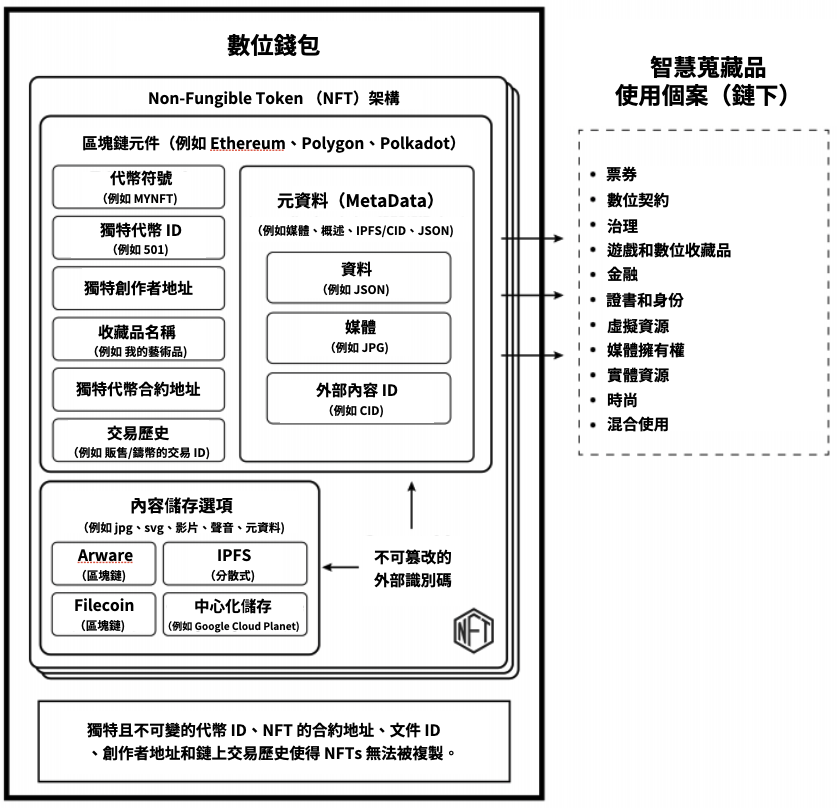 數位錢包
Non-Fungible Token （NFT）架構
區塊鏈元件（例如 Ethereum、Polygon、Polkadot）
代幣符號
（例如 MYNFT）
獨特代幣 ID
（例如 501）
獨特創作者地址
收藏品名稱
（例如 我的藝術品）
獨特代幣合約地址
交易歷史
（例如 販售/鑄幣的交易 ID）
元資料（MetaData）
（例如媒體、概述、IPFS/CID、JSON）
資料
（例如 JSON）
媒體
（例如 JPG）
外部內容 ID
（例如 CID）
內容儲存選項
（例如 jpg、svg、影片、聲音、元資料）
Arware
（區塊鏈）
IPFS
（分散式）
Filecoin
（區塊鏈）
中心化儲存
（例如 Google Cloud Planet）
不可篡改的
外部識別碼
NFT
獨特且不可變的代幣 ID、NFT 的合約地址、文件 ID
、創作者地址和鏈上交易歷史使得 NFTs 無法被複製。
智慧蒐藏品
使用個案（鏈下）
• 票券
• 數位契約
• 治理
• 遊戲和數位收藏品
• 金融
• 證書和身份
• 虛擬資源
• 媒體擁有權
• 實體資源
• 時尚
• 混合使用